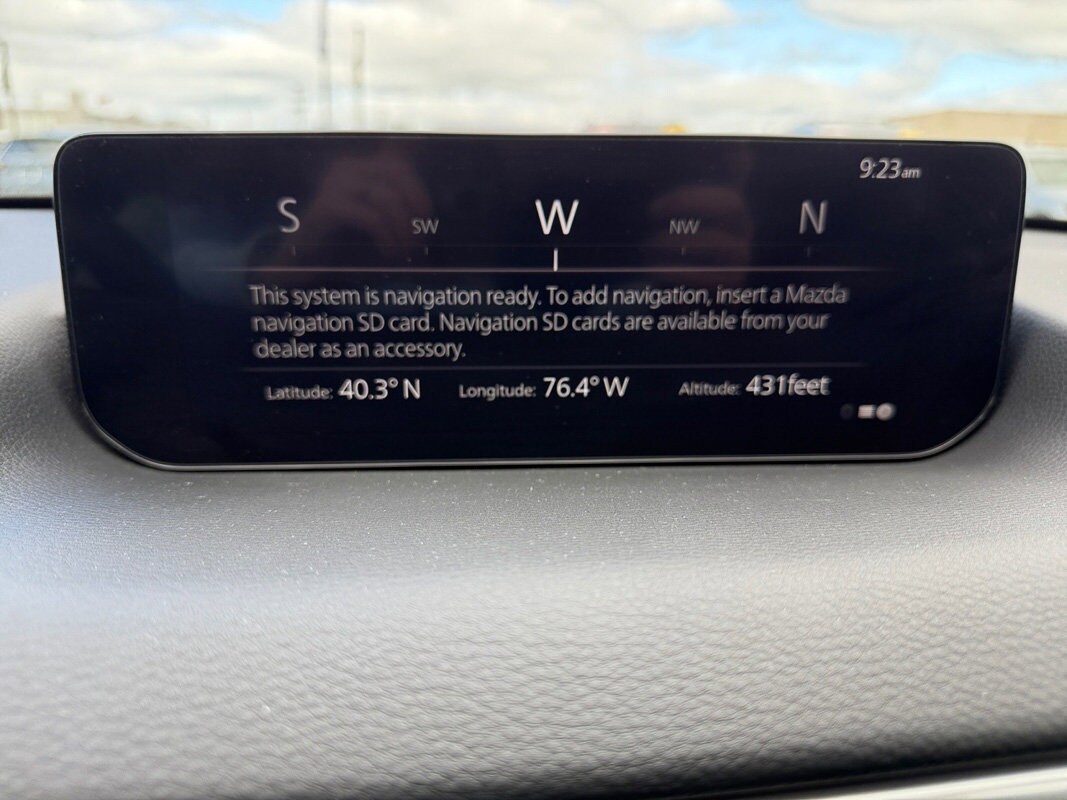 9:23am
S SW W NW N
This system is navigation ready. To add navigation, insert a Mazda
navigation SD card. Navigation SD cards are available from your
dealer as an accessory.
Latitude: 40.3° N Longitude: 76.4° W Altitude: 431feet